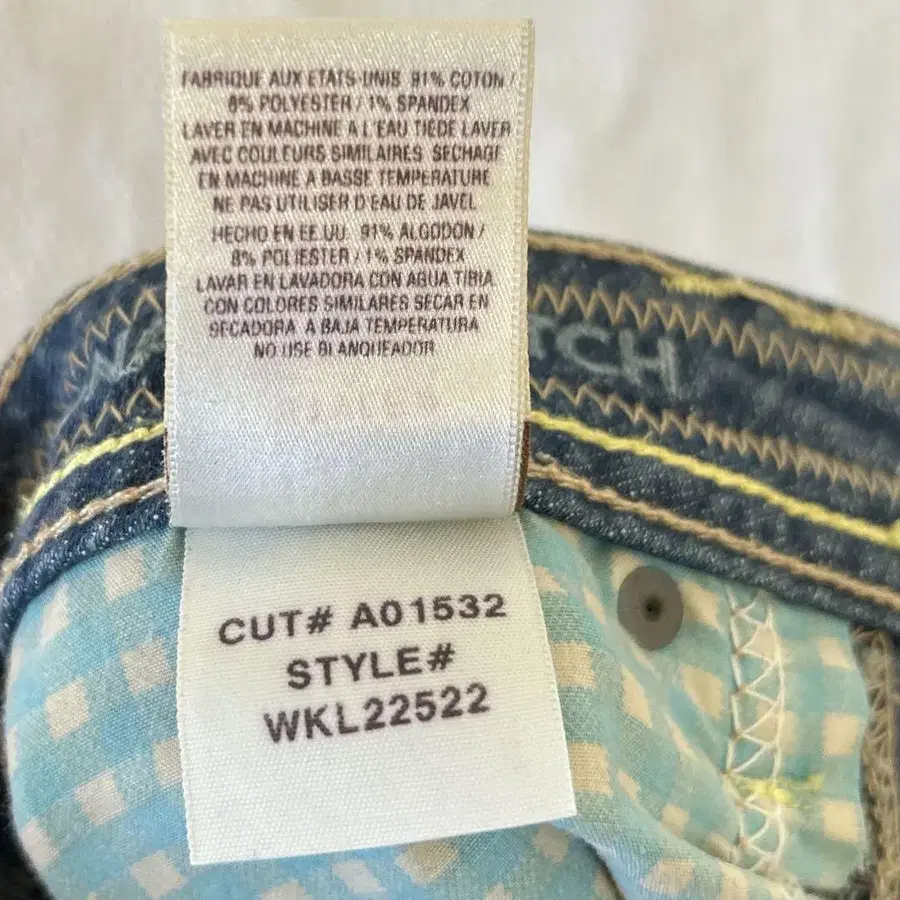 FABRIQUE AUX ETATS-UNIS 91% COTON /
8% POLYESTER / 1% SPANDEX
LAVER EN MACHINE A L'EAU TIEDE LAVER
AVEC COULEURS SIMILAIRES SECHAGE
EN MACHINE A BASSE TEMPERATURE
NE PAS UTILISER D'EAU DE JAVEL
HECHO EN EE.UU. 91% ALGODON /
8% POLIESTER / 1% SPANDEX
LAVAR EN LAVADORA CON AGUA TIBIA
CON COLORES SIMILARES SECAR EN
SECADORA A BAJA TEMPERATURA
NO USE BLANQUEADOR
CUT# A01532
STYLE#
WKL22522